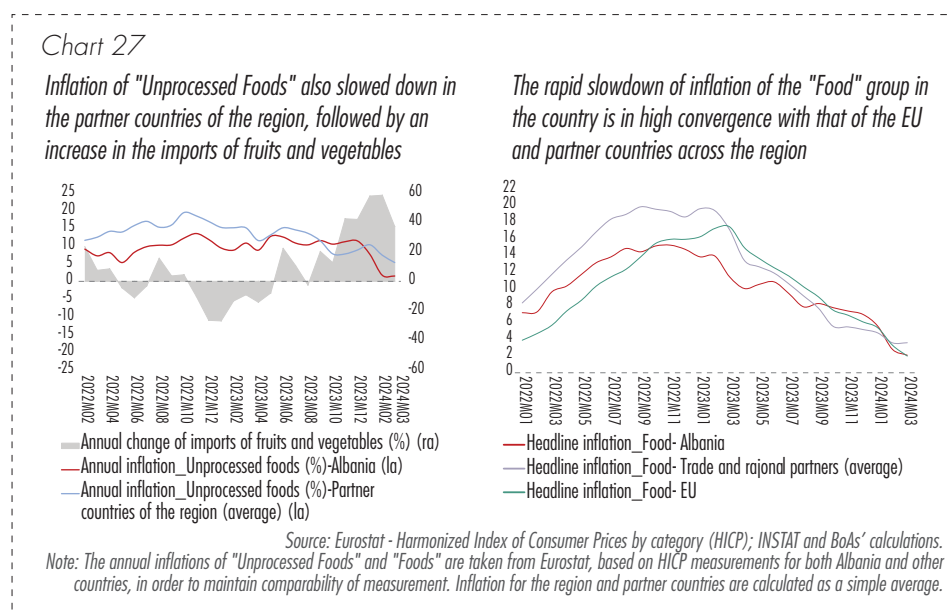 Chart 27
Inflation of "Unprocessed Foods" also slowed down in
the partner countries of the region, followed by an
increase in the imports of fruits and vegetables
25
20
15
10
5
0
-5
-10
-15
-20
-25
60
40
20
0
-20
-40
-60
2022M02
2022M04
2022M06
2022M08
2022M10
2022M12
2023M02
2023M04
2023M06
2023M08
2023M10
2023M12
2024M02
2024M03
Annual change of imports of fruits and vegetables (%) (ra)
Annual inflation_Unprocessed foods (%)-Albania (la)
Annual inflation_Unprocessed foods (%)-Partner
countries of the region (average) (la)
The rapid slowdown of inflation of the "Food" group in
the country is in high convergence with that of the EU
and partner countries across the region
22
20
18
16
14
12
10
8
6
4
2
0
2022M01
2022M03
2022M05
2022M07
2022M09
2022M11
2023M01
2023M03
2023M05
2023M07
2023M09
2023M11
2024M01
2024M03
Headline inflation_Food- Albania
Headline inflation_Food- Trade and rajonal partners (average)
Headline inflation_Food- EU
Source: Eurostat - Harmonized Index of Consumer Prices by category (HICP); INSTAT and BoAs’ calculations.
Note: The annual inflations of "Unprocessed Foods" and "Foods" are taken from Eurostat, based on HICP measurements for both Albania and other
countries, in order to maintain comparability of measurement. Inflation for the region and partner countries are calculated as a simple average.